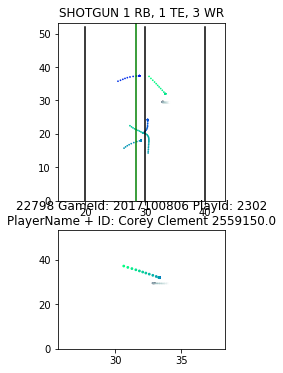 SHOTGUN 1 RB, 1 TE, 3 WR
50
40
30
20
10
0
20 30 40
22798 GameId: 2017100806 PlayId: 2302
PlayerName + ID: Corey Clement 2559150.0
40
20
0
30 35